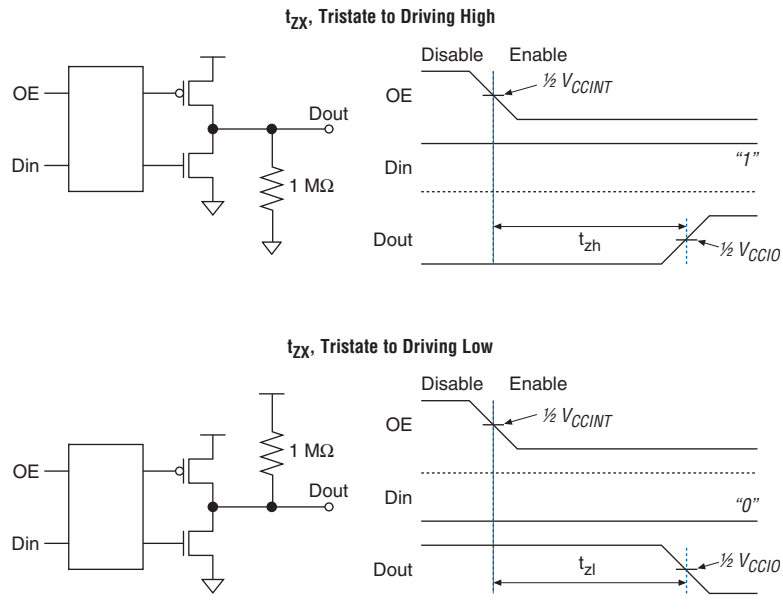 tZX, Tristate to Driving High
Disable Enable
OE
½ VCCINT
OE
Dout
Din
Din
"1"
1 MΩ
Dout
tzh
½ VCCIO
tZX, Tristate to Driving Low
Disable Enable
½ VCCINT
OE
1 MΩ
OE
Dout
Din
"0"
Din
Dout
tzl
½ VCCIO